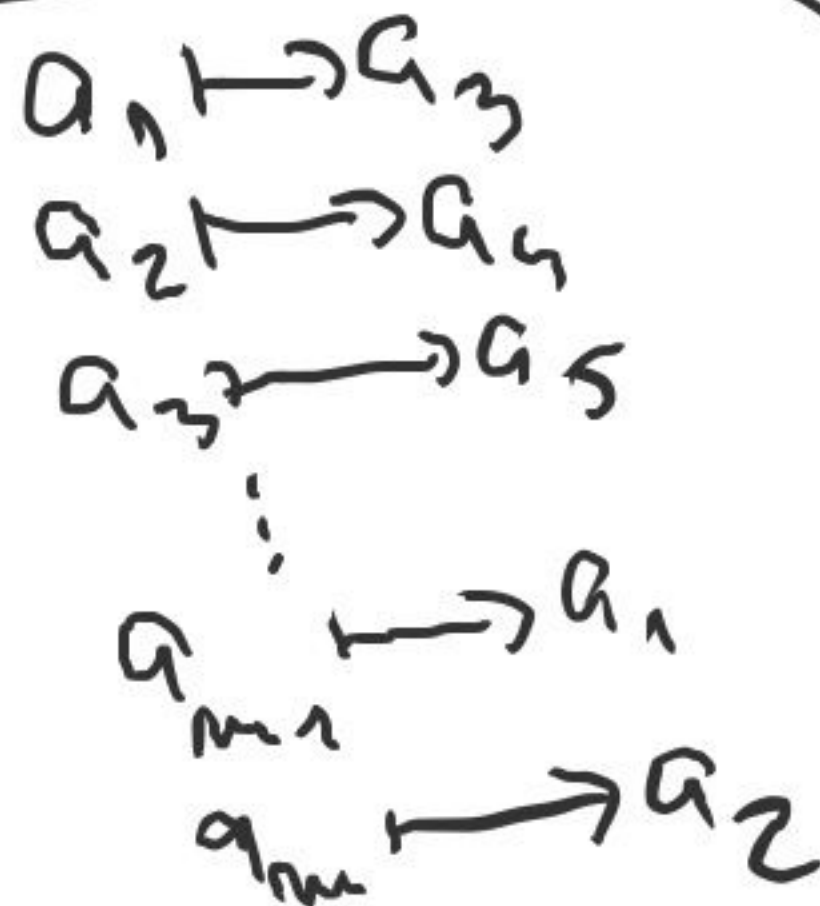 a₁ ↦ a₃
a₂ ↦ a₄
a₃ ↦ a₅
⋮
aₘ₋₁ ↦ a₁
aₘ ↦ a₂